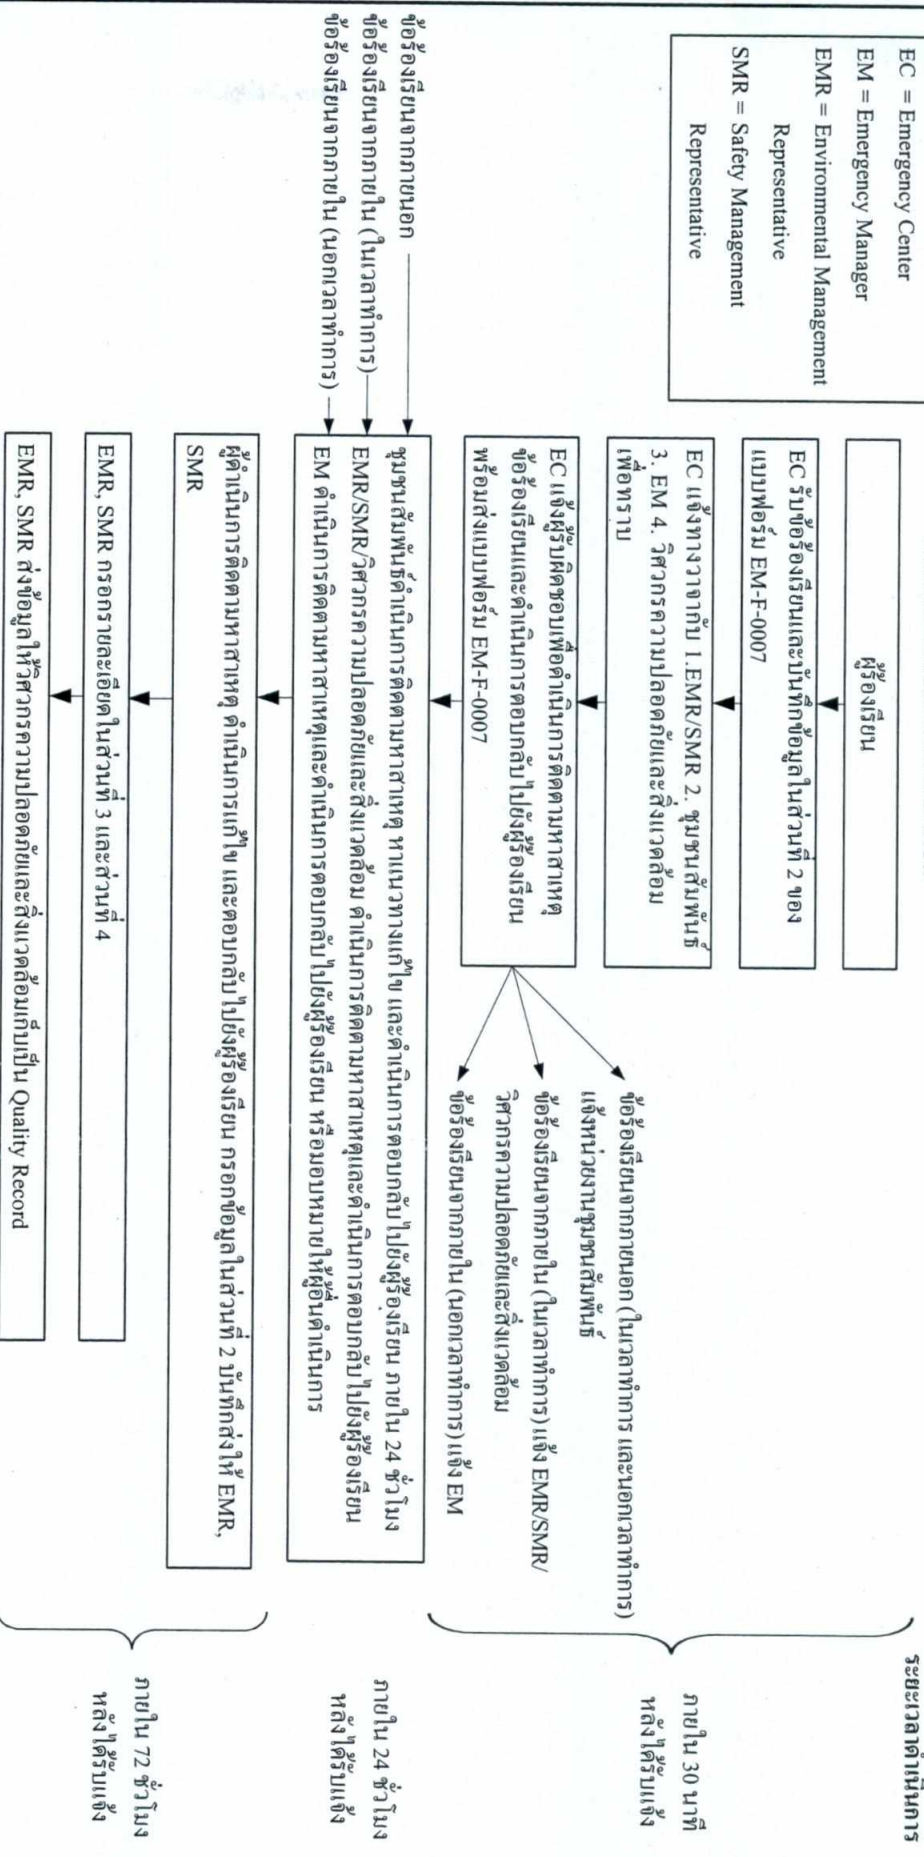 ระยะเวลาดำเนินการ
EC = Emergency Center
EM = Emergency Manager
EMR = Environmental Management
Representative
SMR = Safety Management
Representative
ผู้ร้องเรียน
EC รับข้อร้องเรียนและบันทึกข้อมูลในส่วนที่ 2 ของ
แบบฟอร์ม EM-F-0007
EC แจ้งทางวาจากับ 1.EMR/SMR 2. ชุมชนสัมพันธ์
3. EM 4. วิศวกรความปลอดภัยและสิ่งแวดล้อม
เพื่อทราบ
EC แจ้งผู้รับผิดชอบเพื่อดำเนินการติดตามหาสาเหตุ
ข้อร้องเรียนและดำเนินการตอบกลับไปยังผู้ร้องเรียน
พร้อมส่งแบบฟอร์ม EM-F-0007
ข้อร้องเรียนจากภายนอก (ในเวลาทำการ และนอกเวลาทำการ)
แจ้งหน่วยงานชุมชนสัมพันธ์
ข้อร้องเรียนจากภายใน (ในเวลาทำการ) แจ้ง EMR/SMR/
วิศวกรความปลอดภัยและสิ่งแวดล้อม
ข้อร้องเรียนจากภายใน (นอกเวลาทำการ) แจ้ง EM
ภายใน 30 นาที
หลังได้รับแจ้ง
ข้อร้องเรียนจากภายนอก
ข้อร้องเรียนจากภายใน (ในเวลาทำการ)
ข้อร้องเรียนจากภายใน (นอกเวลาทำการ)
ชุมชนสัมพันธ์ดำเนินการติดตามหาสาเหตุ หาแนวทางแก้ไข และดำเนินการตอบกลับไปยังผู้ร้องเรียน ภายใน 24 ชั่วโมง
EMR/SMR/วิศวกรความปลอดภัยและสิ่งแวดล้อม ดำเนินการติดตามหาสาเหตุและดำเนินการตอบกลับไปยังผู้ร้องเรียน
EM ดำเนินการติดตามหาสาเหตุและดำเนินการตอบกลับไปยังผู้ร้องเรียน หรือมอบหมายให้ผู้อื่นดำเนินการ
ภายใน 24 ชั่วโมง
หลังได้รับแจ้ง
ผู้ดำเนินการติดตามหาสาเหตุ ดำเนินการแก้ไข และตอบกลับไปยังผู้ร้องเรียน กรอกข้อมูลในส่วนที่ 2 บันทึกส่งให้ EMR,
SMR
EMR, SMR กรอกรายละเอียดในส่วนที่ 3 และส่วนที่ 4
EMR, SMR ส่งข้อมูลให้วิศวกรความปลอดภัยและสิ่งแวดล้อมเก็บเป็น Quality Record
ภายใน 72 ชั่วโมง
หลังได้รับแจ้ง